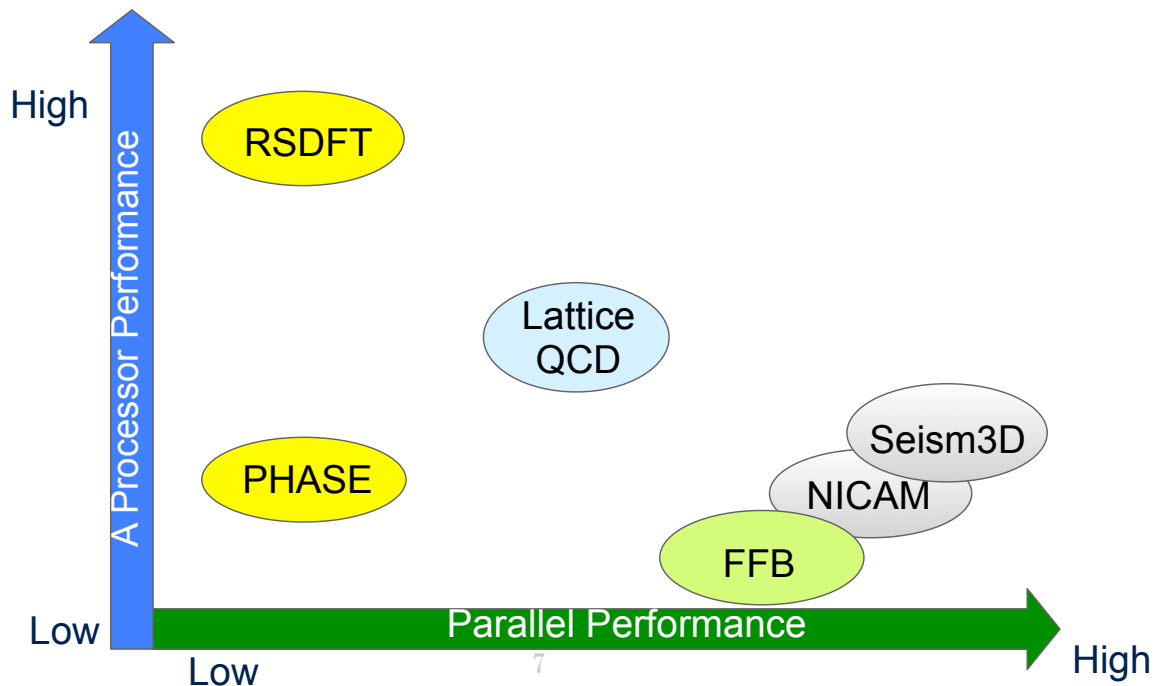 High
A Processor Performance
RSDFT
Lattice
QCD
Seism3D
PHASE
NICAM
FFB
Parallel Performance
Low
Low
7
High